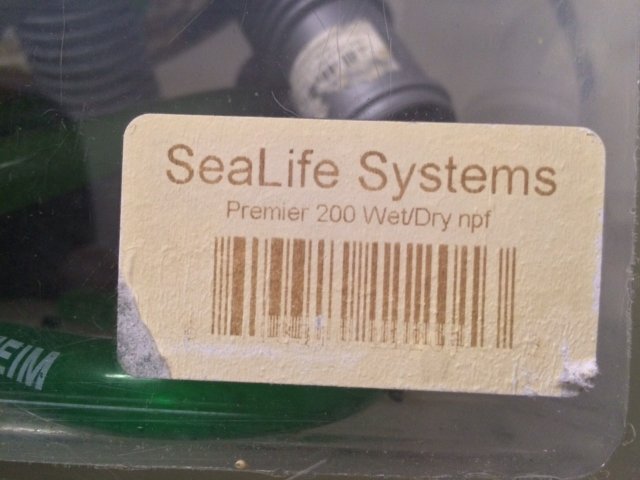 SeaLife Systems
Premier 200 Wet/Dry npf
EIM